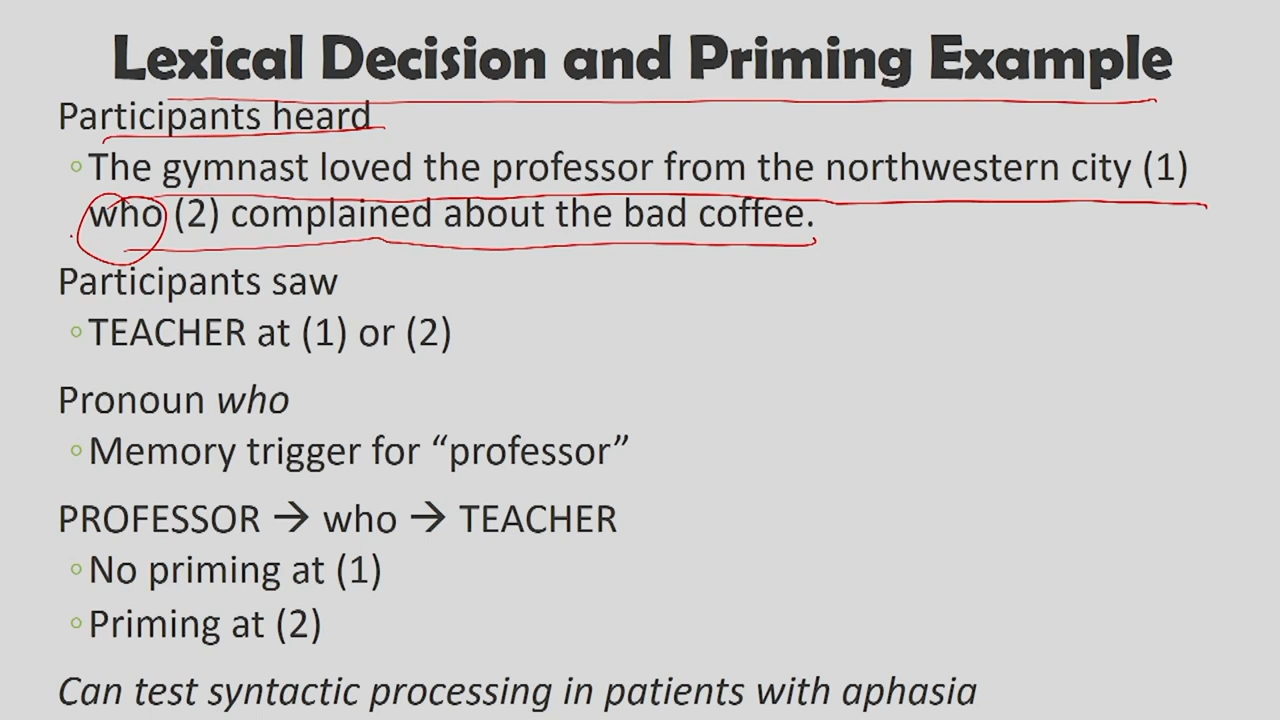 Lexical Decision and Priming Example
Participants heard
◦The gymnast loved the professor from the northwestern city (1)
who (2) complained about the bad coffee.
Participants saw
◦TEACHER at (1) or (2)
Pronoun who
◦Memory trigger for “professor”
PROFESSOR → who → TEACHER
◦No priming at (1)
◦Priming at (2)
Can test syntactic processing in patients with aphasia